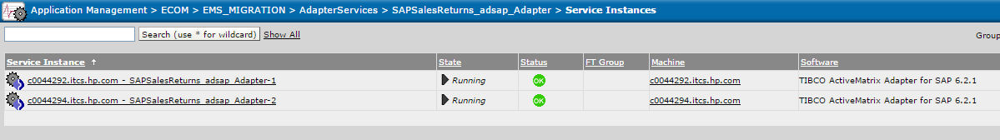 Application Management > ECOM > EMS_MIGRATION > AdapterServices > SAPSalesReturns_adsap_Adapter > Service Instances
Search (use * for wildcard) Show All
Group
Service Instance ↑ State Status FT Group Machine Software
c0044292.itcs.hp.com - SAPSalesReturns_adsap_Adapter-1 Running OK c0044292.itcs.hp.com TIBCO ActiveMatrix Adapter for SAP 6.2.1
c0044294.itcs.hp.com - SAPSalesReturns_adsap_Adapter-2 Running OK c0044294.itcs.hp.com TIBCO ActiveMatrix Adapter for SAP 6.2.1